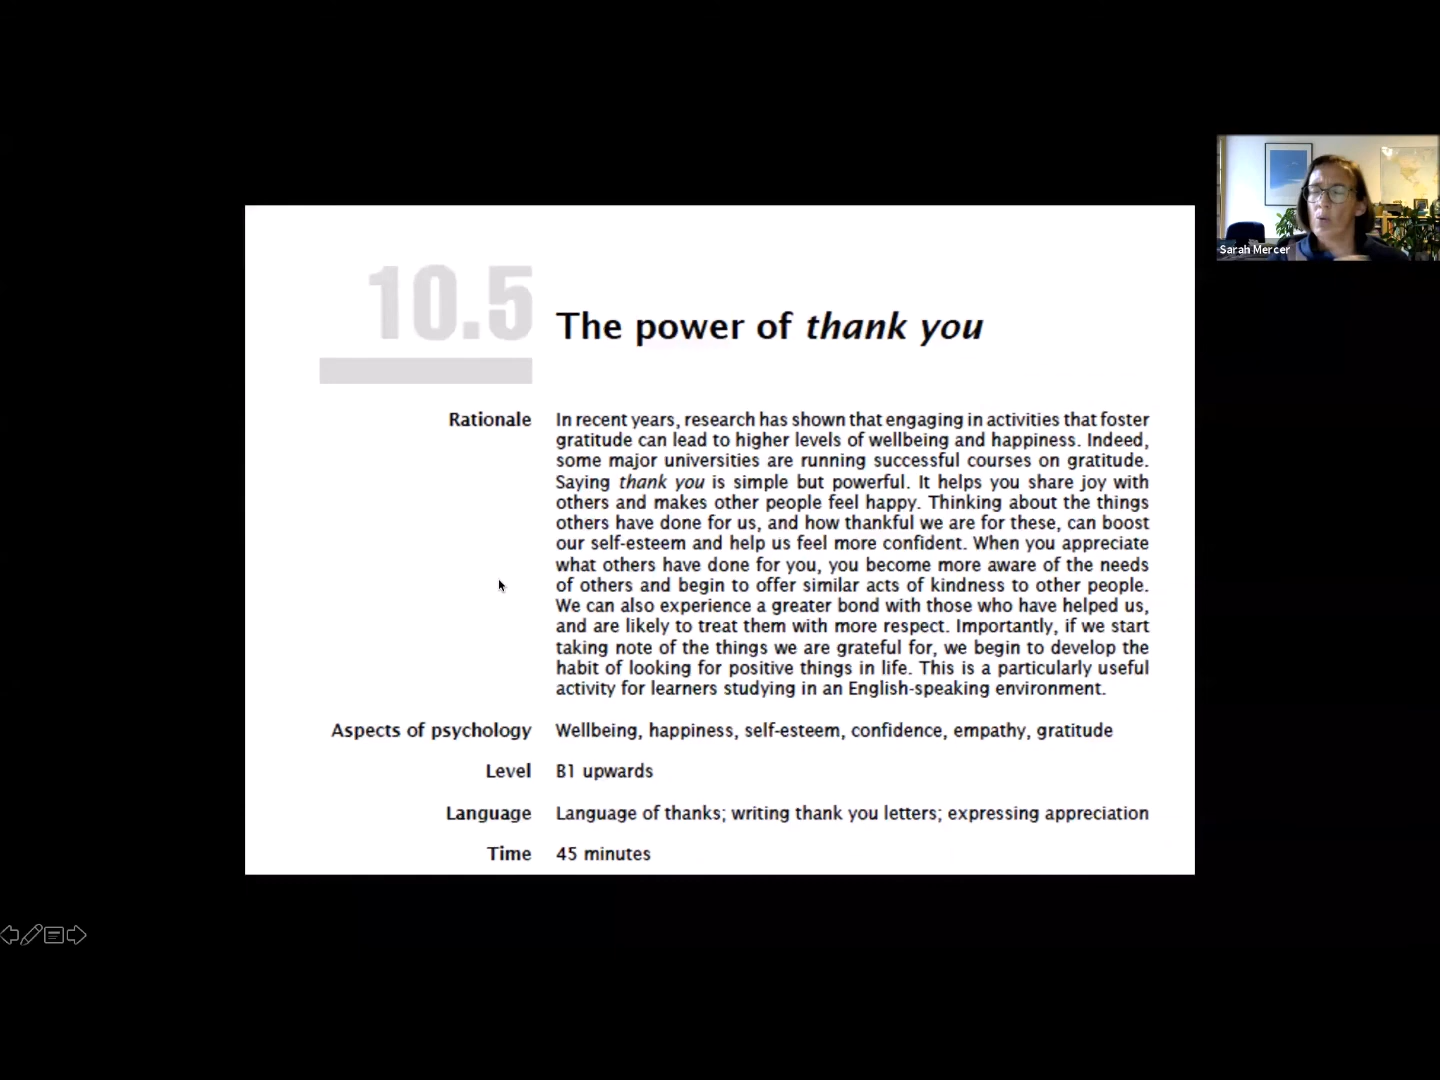 10.5
The power of thank you
Rationale
In recent years, research has shown that engaging in activities that foster
gratitude can lead to higher levels of wellbeing and happiness. Indeed,
some major universities are running successful courses on gratitude.
Saying thank you is simple but powerful. It helps you share joy with
others and makes other people feel happy. Thinking about the things
others have done for us, and how thankful we are for these, can boost
our self-esteem and help us feel more confident. When you appreciate
what others have done for you, you become more aware of the needs
of others and begin to offer similar acts of kindness to other people.
We can also experience a greater bond with those who have helped us,
and are likely to treat them with more respect. Importantly, if we start
taking note of the things we are grateful for, we begin to develop the
habit of looking for positive things in life. This is a particularly useful
activity for learners studying in an English-speaking environment.
Aspects of psychology
Wellbeing, happiness, self-esteem, confidence, empathy, gratitude
Level
B1 upwards
Language
Language of thanks; writing thank you letters; expressing appreciation
Time
45 minutes
Sarah Mercer